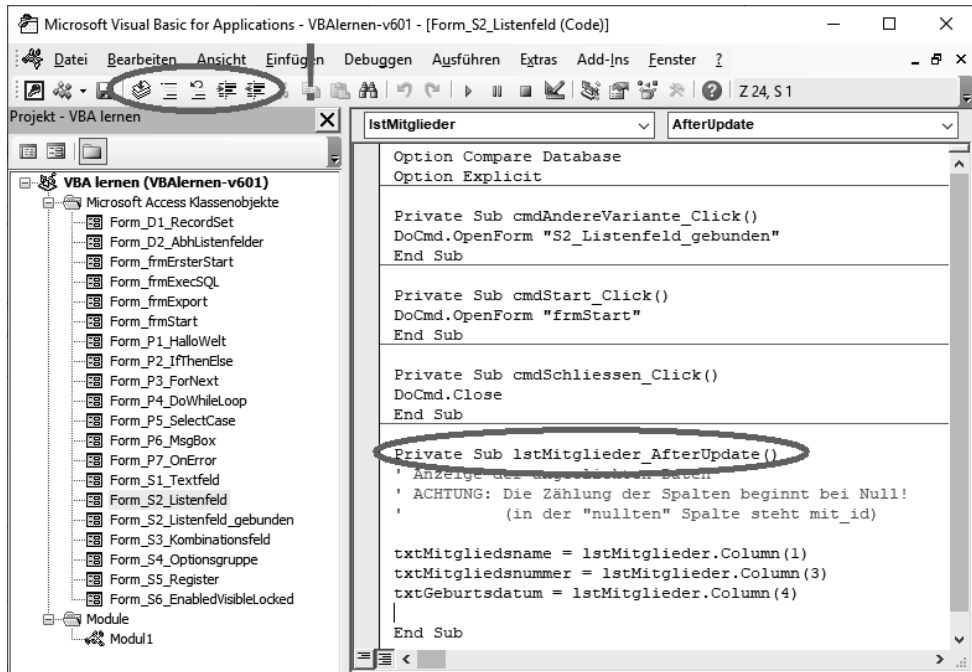 Microsoft Visual Basic for Applications - VBAlernen-v601 - [Form_S2_Listenfeld (Code)]
Datei Bearbeiten Ansicht Einfügen Debuggen Ausführen Extras Add-Ins Fenster ?
Z 24, S 1
Projekt - VBA lernen
VBA lernen (VBAlernen-v601)
Microsoft Access Klassenobjekte
Form_D1_RecordSet
Form_D2_AbhListenfelder
Form_frmErsterStart
Form_frmExecSQL
Form_frmExport
Form_frmStart
Form_P1_HalloWelt
Form_P2_IfThenElse
Form_P3_ForNext
Form_P4_DoWhileLoop
Form_P5_SelectCase
Form_P6_MsgBox
Form_P7_OnError
Form_S1_Textfeld
Form_S2_Listenfeld
Form_S2_Listenfeld_gebunden
Form_S3_Kombinationsfeld
Form_S4_Optionsgruppe
Form_S5_Register
Form_S6_EnabledVisibleLocked
Module
Modul1
lstMitglieder AfterUpdate
Option Compare Database
Option Explicit
Private Sub cmdAndereVariante_Click()
DoCmd.OpenForm "S2_Listenfeld_gebunden"
End Sub
Private Sub cmdStart_Click()
DoCmd.OpenForm "frmStart"
End Sub
Private Sub cmdSchliessen_Click()
DoCmd.Close
End Sub
Private Sub lstMitglieder_AfterUpdate()
' Anzeige der angeklickten Daten
' ACHTUNG: Die Zählung der Spalten beginnt bei Null!
' (in der "nullten" Spalte steht mit_id)
txtMitgliedsname = lstMitglieder.Column(1)
txtMitgliedsnummer = lstMitglieder.Column(3)
txtGeburtsdatum = lstMitglieder.Column(4)
End Sub